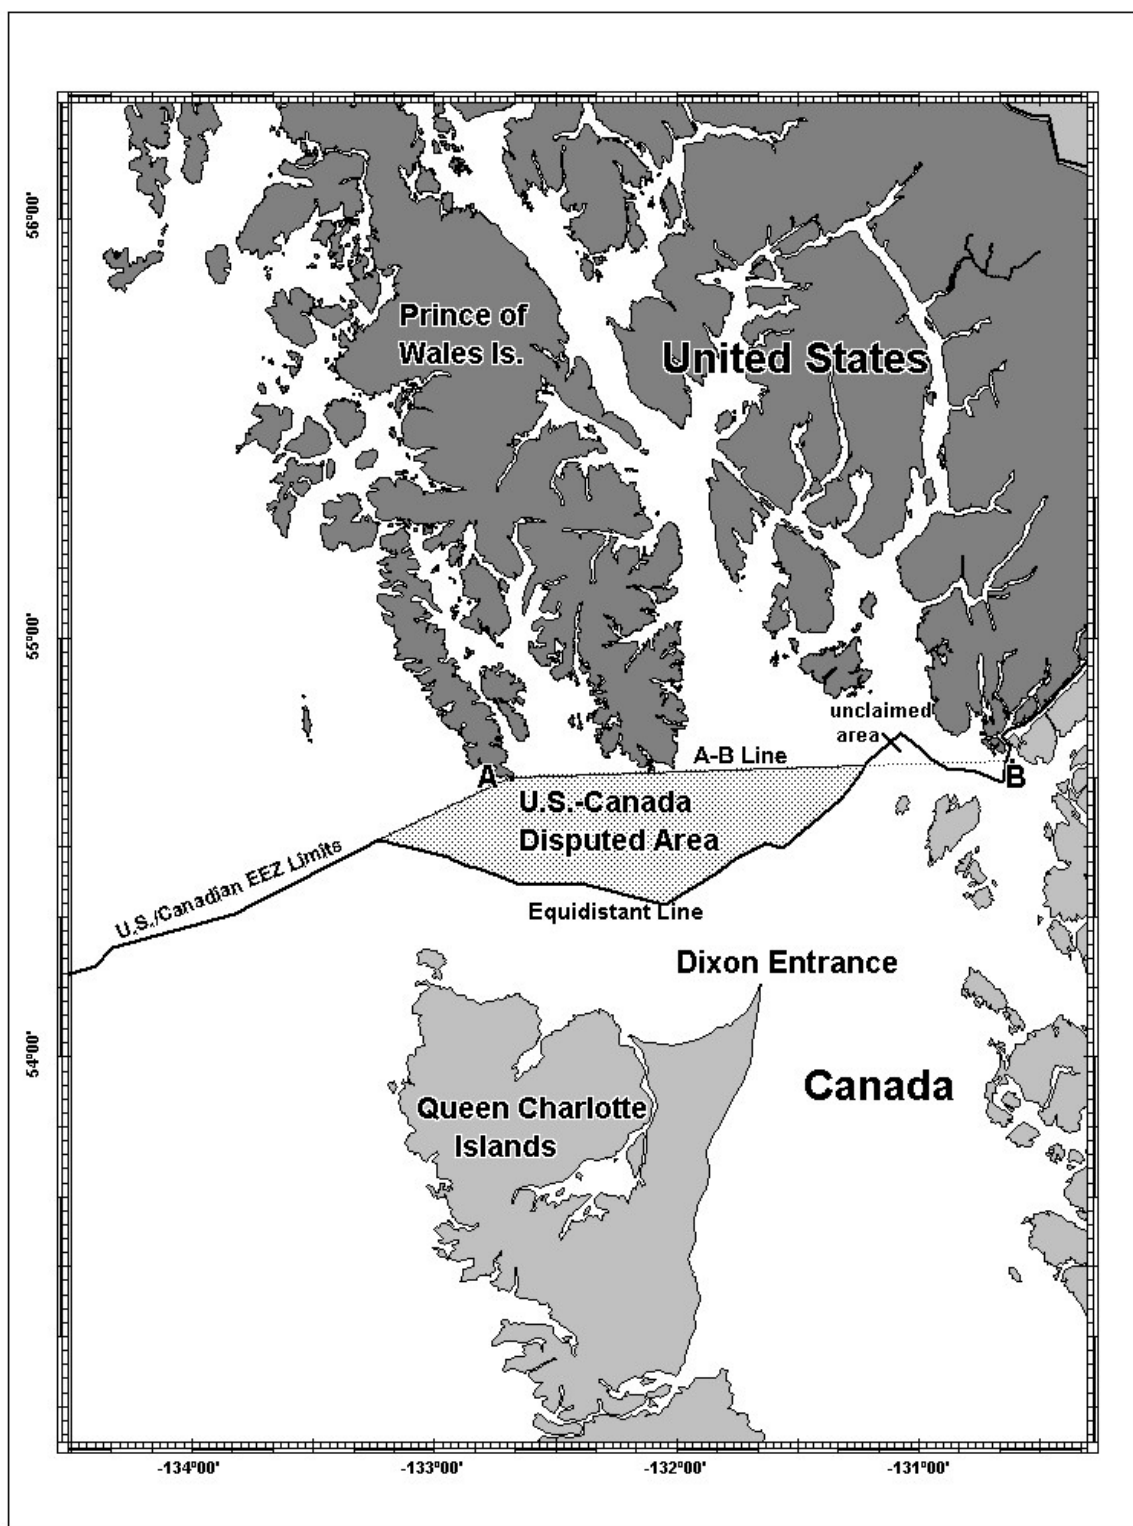 56°00'
Prince of
Wales Is.
United States
55°00'
unclaimed
area
A-B Line
A
B
U.S.-Canada
Disputed Area
U.S./Canadian EEZ Limits
Equidistant Line
Dixon Entrance
54°00'
Canada
Queen Charlotte
Islands
-134°00'
-133°00'
-132°00'
-131°00'